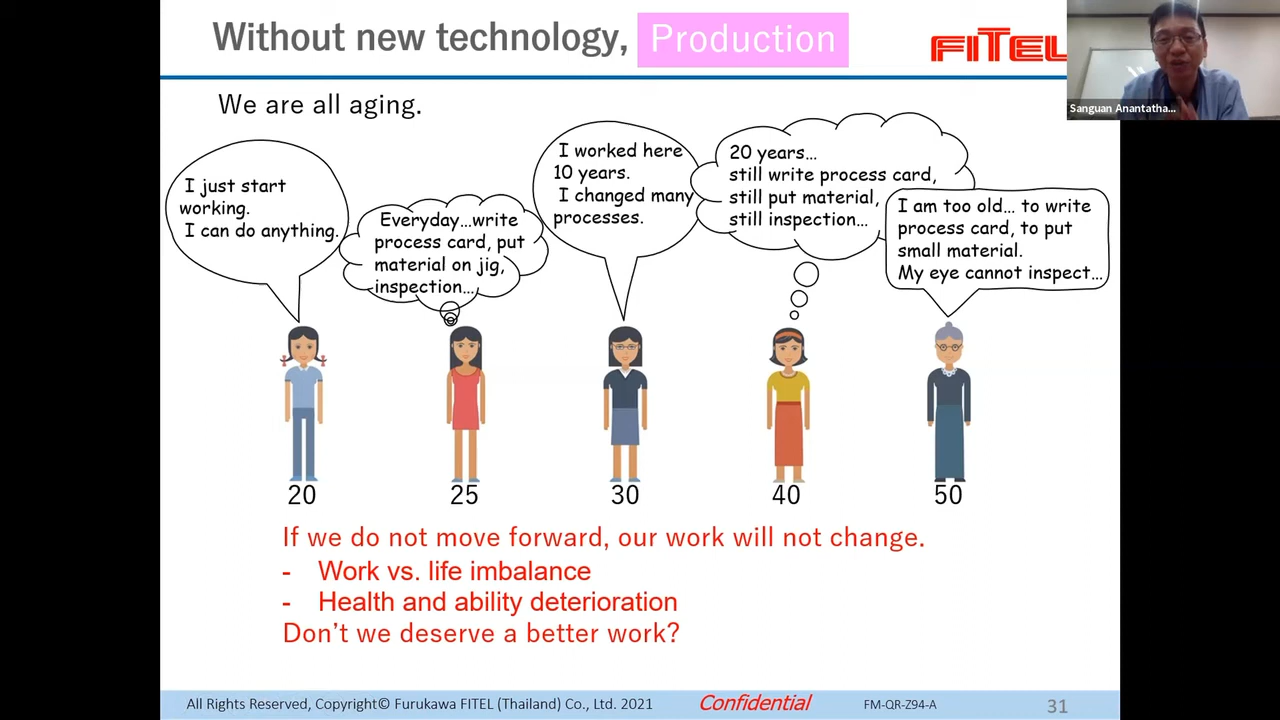 Without new technology, Production
FITEL
Sanguan Anantatha...
We are all aging.
I just start
working.
I can do anything.
Everyday...write
process card, put
material on jig,
inspection...
I worked here
10 years.
I changed many
processes.
20 years...
still write process card,
still put material,
still inspection...
I am too old... to write
process card, to put
small material.
My eye cannot inspect...
20
25
30
40
50
If we do not move forward, our work will not change.
- Work vs. life imbalance
- Health and ability deterioration
Don't we deserve a better work?
All Rights Reserved, Copyright© Furukawa FITEL (Thailand) Co., Ltd. 2021
Confidential
FM-QR-Z94-A
31